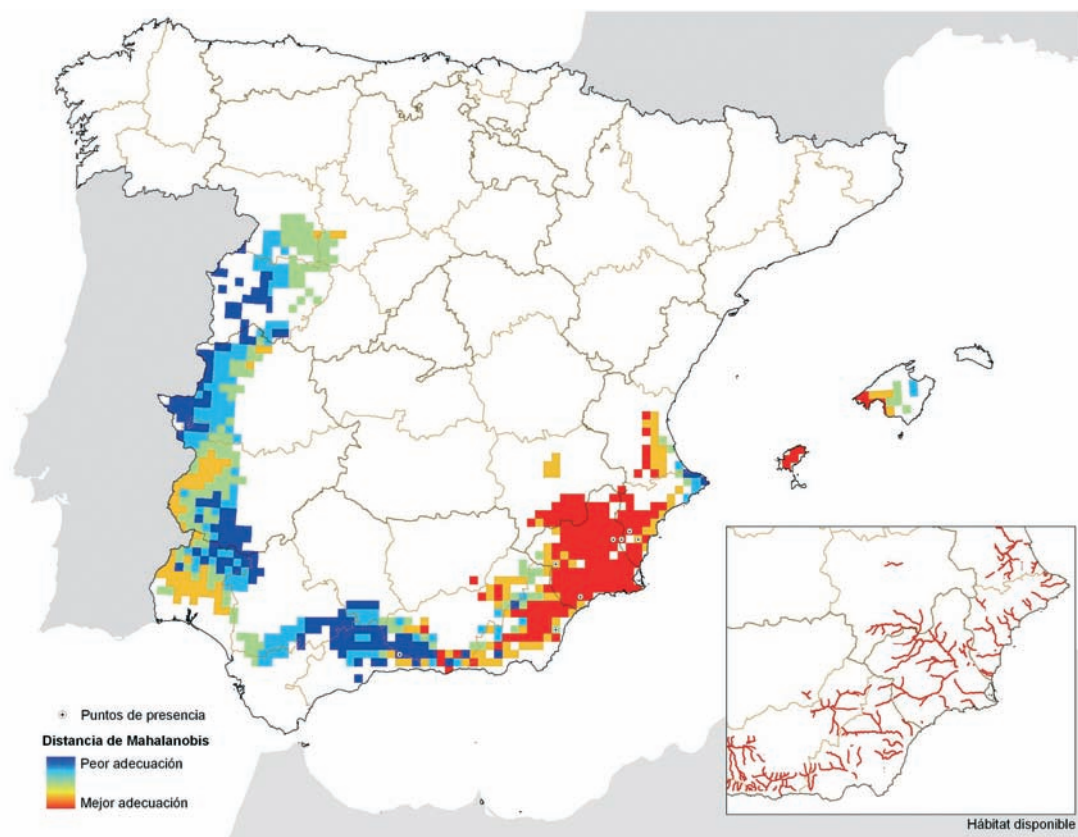 Puntos de presencia
Distancia de Mahalanobis
Peor adecuación
Mejor adecuación
Hábitat disponible